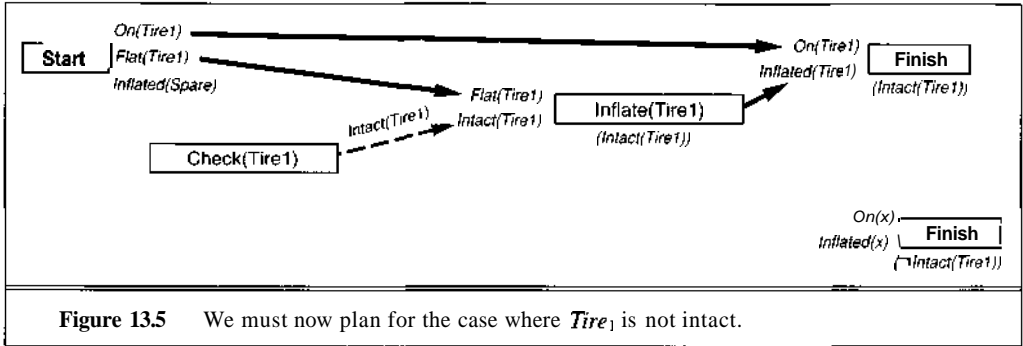 On(Tire1)
Start
Flat(Tire1)
Inflated(Spare)
On(Tire1)
Inflated(Tire1)
Finish
(Intact(Tire1))
Flat(Tire1)
Intact(Tire1)
Inflate(Tire1)
(Intact(Tire1))
Intact(Tire1)
Check(Tire1)
On(x)
Inflated(x)
Finish
(¬Intact(Tire1))
Figure 13.5 We must now plan for the case where Tire1 is not intact.